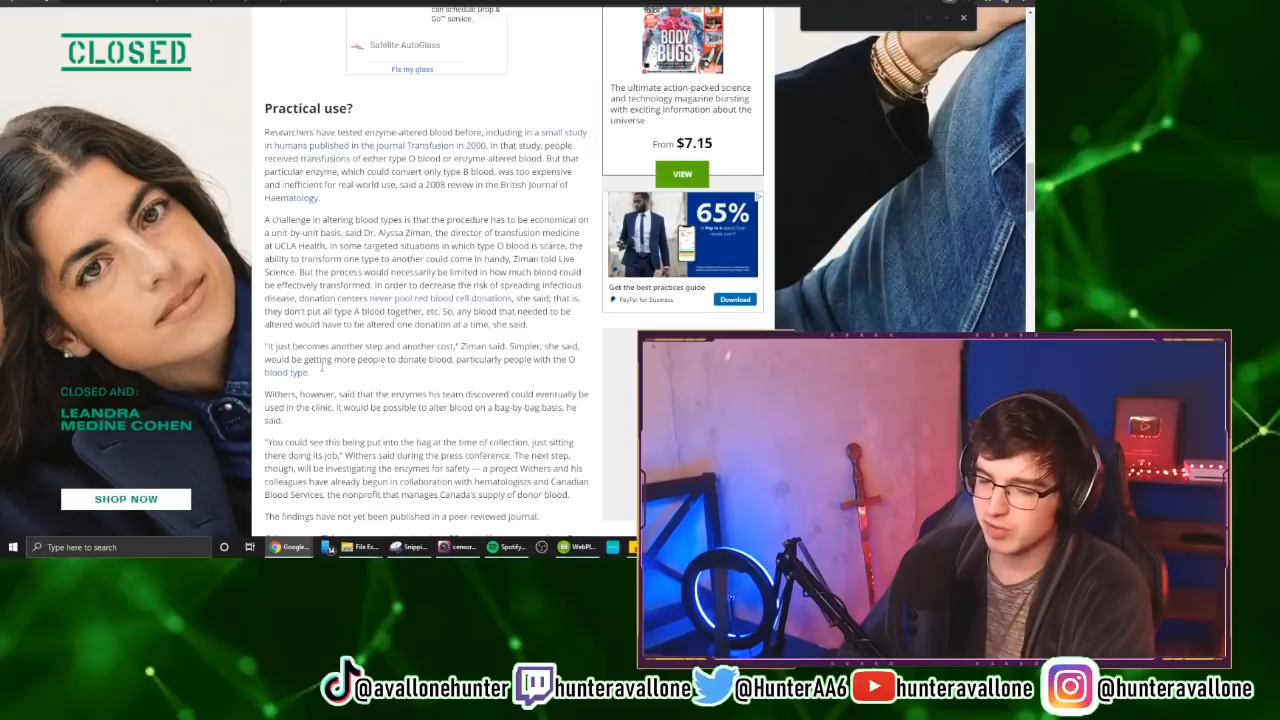 CLOSED
CLOSED AND:
LEANDRA
MEDINE COHEN
SHOP NOW
can schedule Drop &
Go™ service.
Safelite AutoGlass
Fix my glass
Practical use?
Researchers have tested enzyme-altered blood before, including in a small study
in humans published in the journal Transfusion in 2000. In that study, people
received transfusions of either type O blood or enzyme-altered blood. But that
particular enzyme, which could convert only type B blood, was too expensive
and inefficient for real-world use, said a 2008 review in the British Journal of
Haematology.
A challenge in altering blood types is that the procedure has to be economical on
a unit-by-unit basis, said Dr. Alyssa Ziman, the director of transfusion medicine
at UCLA Health. In some targeted situations in which type O blood is scarce, the
ability to transform one type to another could come in handy, Ziman told Live
Science. But the process would necessarily be limited in how much blood could
be effectively transformed. In order to decrease the risk of spreading infectious
disease, donation centers never pool red blood cell donations, she said; that is,
they don't put all type A blood together, etc. So, any blood that needed to be
altered would have to be altered one donation at a time, she said.
"It just becomes another step and another cost," Ziman said. Simpler, she said,
would be getting more people to donate blood, particularly people with the O
blood type.
Withers, however, said that the enzymes his team discovered could eventually be
used in the clinic. It would be possible to alter blood on a bag-by-bag basis, he
said.
"You could see this being put into the bag at the time of collection, just sitting
there doing its job," Withers said during the press conference. The next step,
though, will be investigating the enzymes for safety — a project Withers and his
colleagues have already begun in collaboration with hematologists and Canadian
Blood Services, the nonprofit that manages Canada's supply of donor blood.
The findings have not yet been published in a peer-reviewed journal.
BODY
BUGS
The ultimate action-packed science
and technology magazine bursting
with exciting information about the
universe
From $7.15
VIEW
65%
Get the best practices guide
PayPal for Business
Download
Type here to search
14
Google...
File Ex...
Snippi...
censor...
Spotify...
WebPl...
@avallonehunter
hunteravallone
@HunterAA6
hunteravallone
@hunteravallone